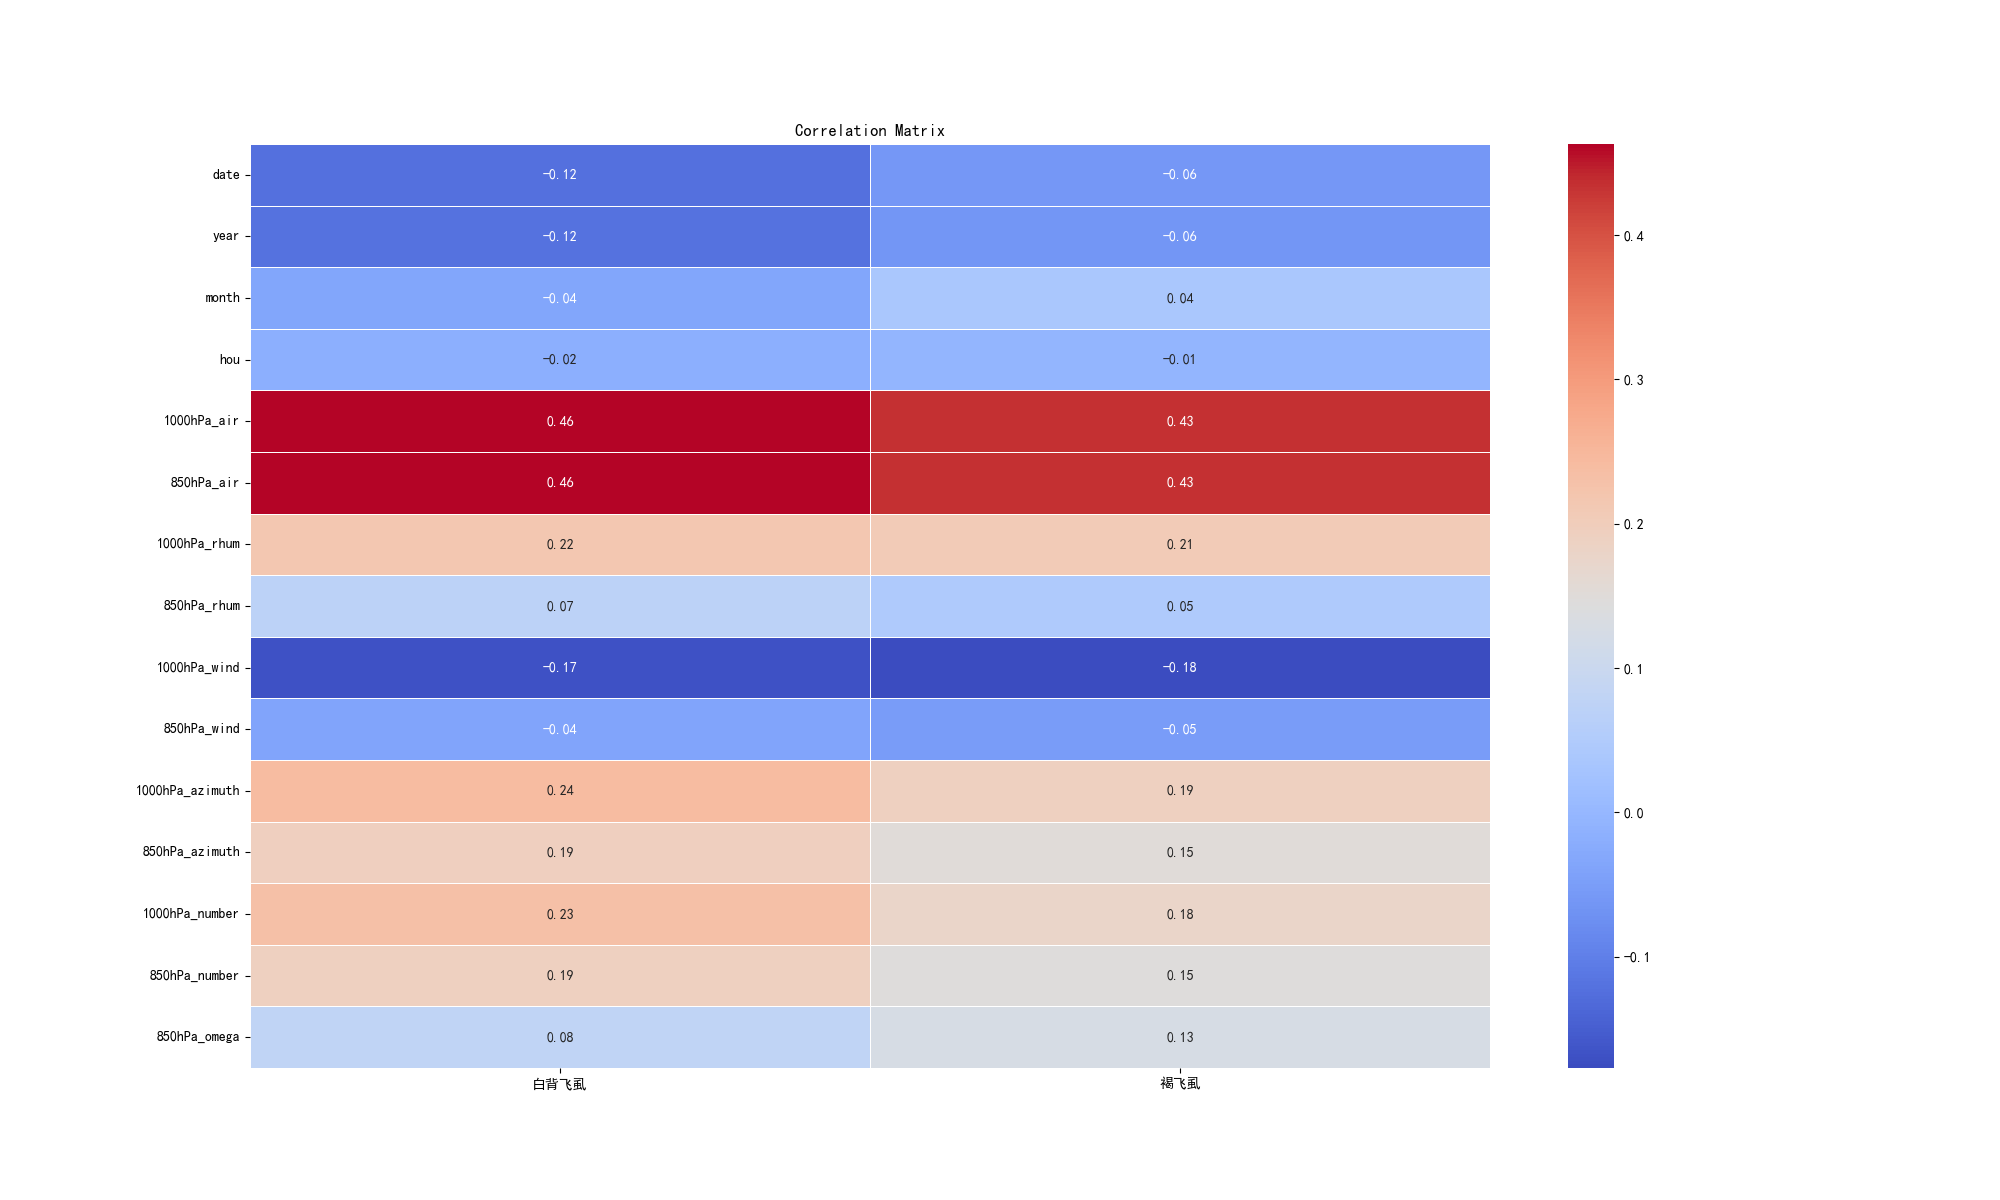 Correlation Matrix
date -0.12 -0.06
year -0.12 -0.06
month -0.04 0.04
hou -0.02 -0.01
1000hPa_air 0.46 0.43
850hPa_air 0.46 0.43
1000hPa_rhum 0.22 0.21
850hPa_rhum 0.07 0.05
1000hPa_wind -0.17 -0.18
850hPa_wind -0.04 -0.05
1000hPa_azimuth 0.24 0.19
850hPa_azimuth 0.19 0.15
1000hPa_number 0.23 0.18
850hPa_number 0.19 0.15
850hPa_omega 0.08 0.13
白背飞虱 褐飞虱
0.4
0.3
0.2
0.1
0.0
-0.1